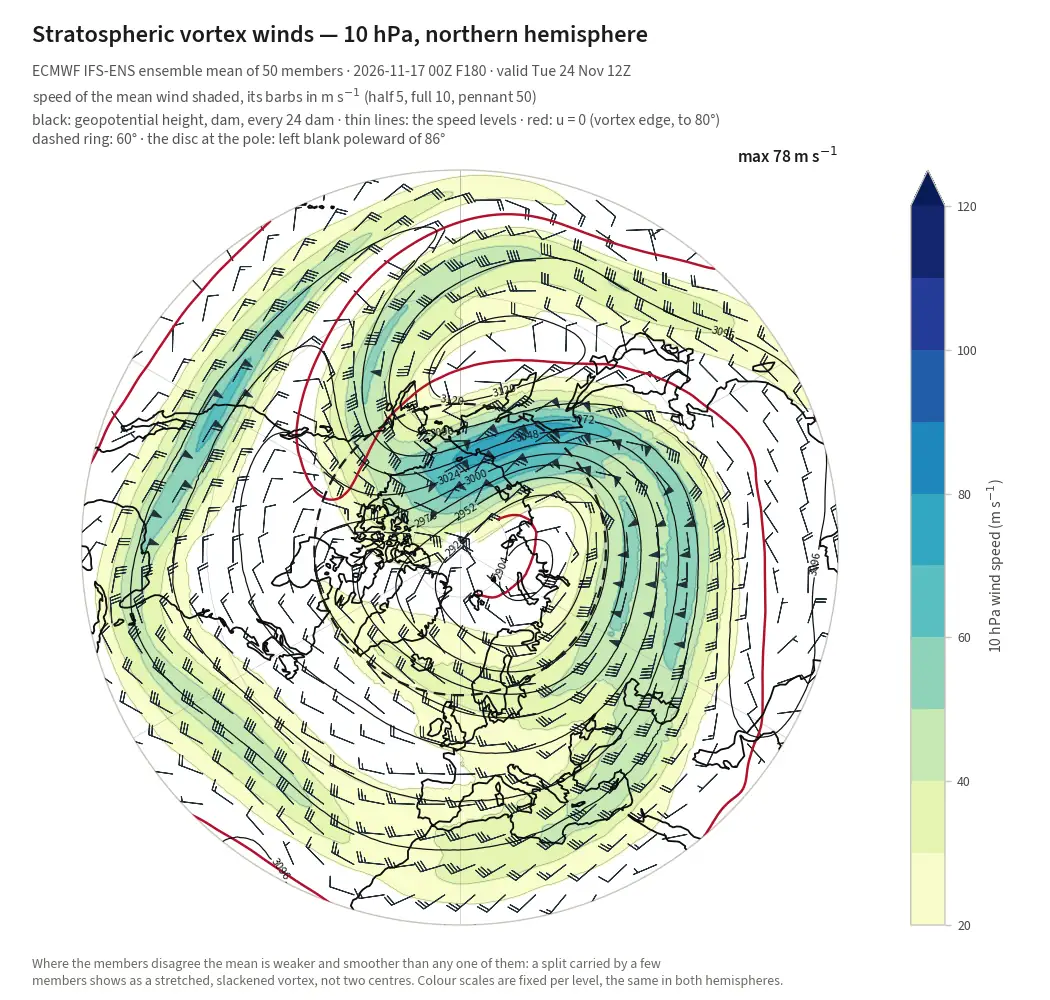 Stratospheric vortex winds — 10 hPa, northern hemisphere
ECMWF IFS-ENS ensemble mean of 50 members · 2026-11-17 00Z F180 · valid Tue 24 Nov 12Z
speed of the mean wind shaded, its barbs in m s⁻¹ (half 5, full 10, pennant 50)
black: geopotential height, dam, every 24 dam · thin lines: the speed levels · red: u = 0 (vortex edge, to 80°)
dashed ring: 60° · the disc at the pole: left blank poleward of 86°
max 78 m s⁻¹
120
100
80
60
40
20
10 hPa wind speed (m s⁻¹)
3120
3120
3072
3048
3024
3000
2952
2904
3096
3096
Where the members disagree the mean is weaker and smoother than any one of them: a split carried by a few
members shows as a stretched, slackened vortex, not two centres. Colour scales are fixed per level, the same in both hemispheres.